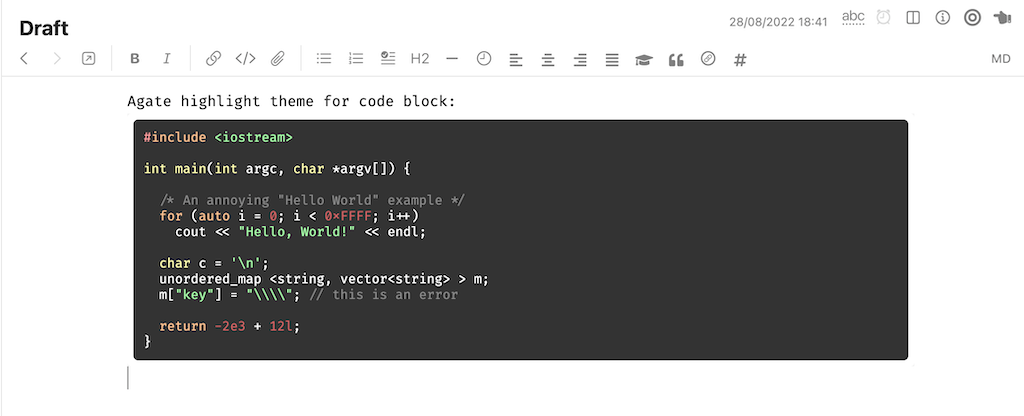 Draft
28/08/2022 18:41
abc
B I </> H2 #
MD
Agate highlight theme for code block:
#include <iostream>
int main(int argc, char *argv[]) {
/* An annoying "Hello World" example */
for (auto i = 0; i < 0xFFFF; i++)
cout << "Hello, World!" << endl;
char c = '\n';
unordered_map <string, vector<string> > m;
m["key"] = "\\\\"; // this is an error
return -2e3 + 12l;
}